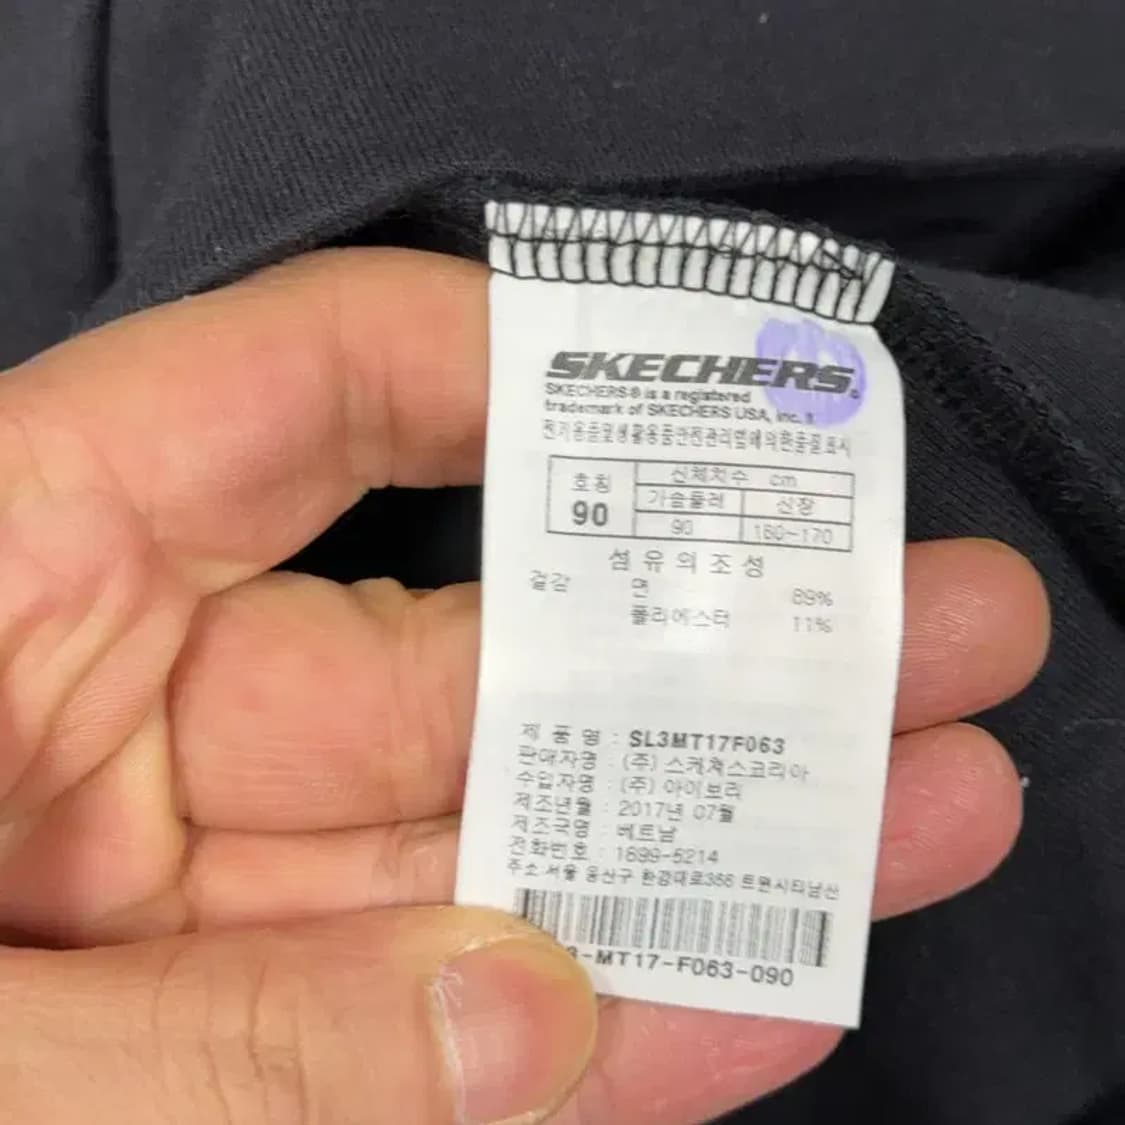 SKECHERS
SKECHERS® is a registered
trademark of SKECHERS USA, Inc. Ⅱ
전기용품및생활용품안전관리법에의한품질표시
신체치수 cm
호칭 가슴둘레 신장
90 90 160~170
섬유의조성
겉감 면 89%
폴리에스터 11%
제 품 명 : SL3MT17F063
판매자명 : (주) 스케쳐스코리아
수입자명 : (주) 아이보리
제조년월 : 2017년 07월
제조국명 : 베트남
전화번호 : 1899-5214
주소:서울 용산구 한강대로366 트윈시티남산
3-MT17-F063-090